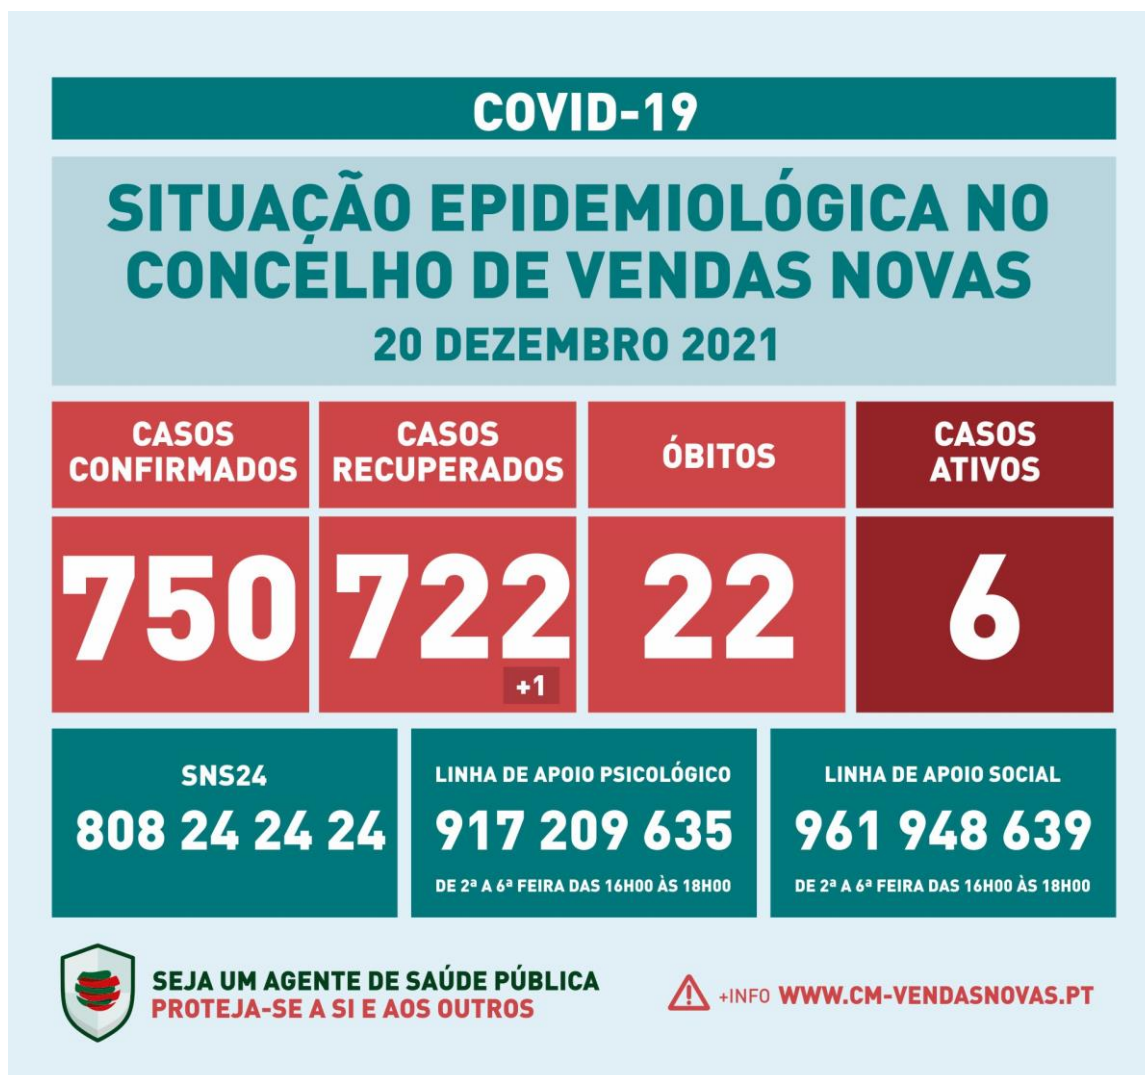 COVID-19
SITUAÇÃO EPIDEMIOLÓGICA NO
CONCELHO DE VENDAS NOVAS
20 DEZEMBRO 2021
CASOS
CONFIRMADOS
750
CASOS
RECUPERADOS
722
+1
ÓBITOS
22
CASOS
ATIVOS
6
SNS24
808 24 24 24
LINHA DE APOIO PSICOLÓGICO
917 209 635
DE 2ª A 6ª FEIRA DAS 16H00 ÀS 18H00
LINHA DE APOIO SOCIAL
961 948 639
DE 2ª A 6ª FEIRA DAS 16H00 ÀS 18H00
SEJA UM AGENTE DE SAÚDE PÚBLICA
PROTEJA-SE A SI E AOS OUTROS
+INFO WWW.CM-VENDASNOVAS.PT